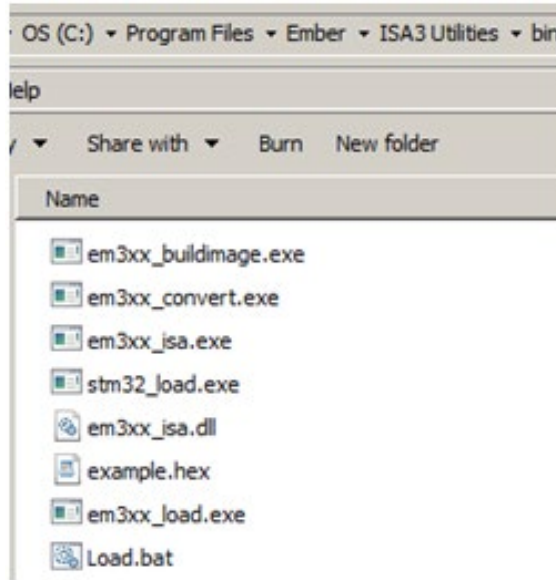 OS (C:) ▾ Program Files ▾ Ember ▾ ISA3 Utilities ▾ bin
Help
Share with ▾ Burn New folder
Name
em3xx_buildimage.exe
em3xx_convert.exe
em3xx_isa.exe
stm32_load.exe
em3xx_isa.dll
example.hex
em3xx_load.exe
Load.bat